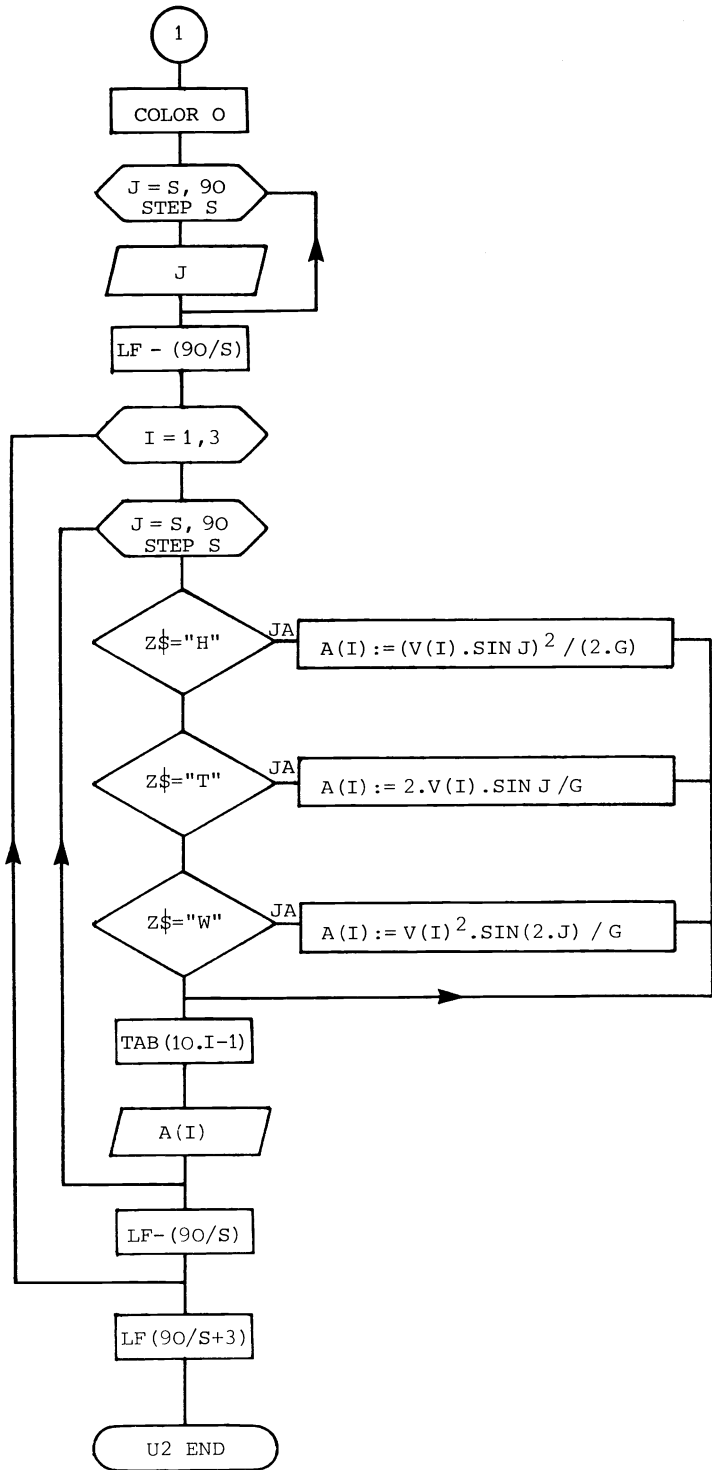 1
COLOR O
J = S, 90
STEP S
J
LF - (90/S)
I = 1,3
J = S, 90
STEP S
Z$="H"
JA
A(I):=(V(I).SIN J)² / (2.G)
Z$="T"
JA
A(I):= 2.V(I).SIN J /G
Z$="W"
JA
A(I):= V(I)².SIN(2.J) / G
TAB(10.I-1)
A(I)
LF-(90/S)
LF(90/S+3)
U2 END